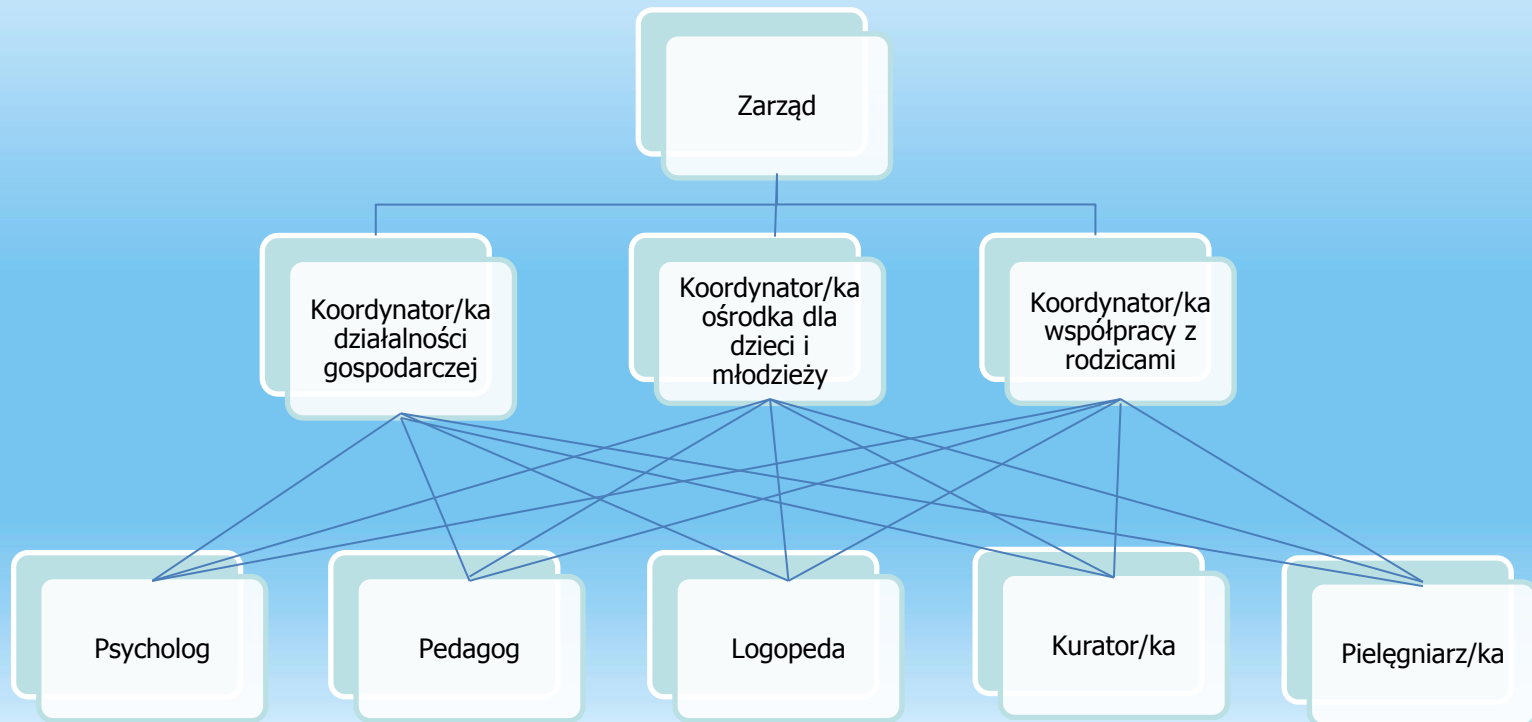 Zarząd
Koordynator/ka
działalności
gospodarczej
Koordynator/ka
ośrodka dla
dzieci i
młodzieży
Koordynator/ka
współpracy z
rodzicami
Psycholog
Pedagog
Logopeda
Kurator/ka
Pielęgniarz/ka